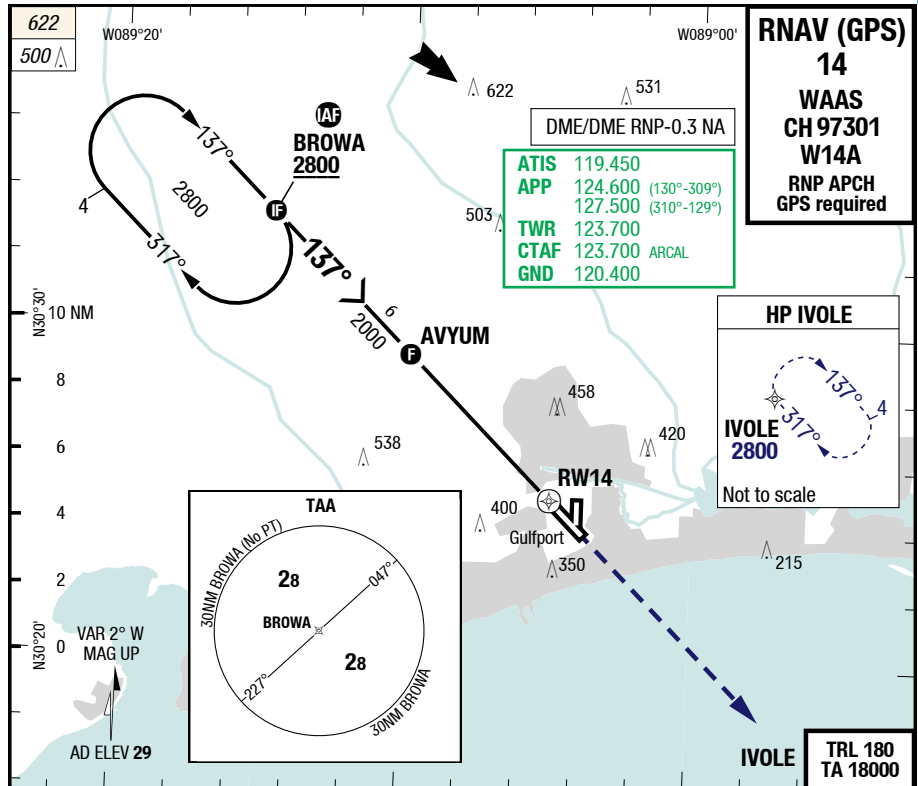 622
500
W089°20'
W089°00'
RNAV (GPS)
14
WAAS
CH 97301
W14A
RNP APCH
GPS required
622
531
DME/DME RNP-0.3 NA
ATIS 119.450
APP 124.600 (130°-309°)
127.500 (310°-129°)
TWR 123.700
CTAF 123.700 ARCAL
GND 120.400
503
IAF
BROWA
2800
137°
IF
2800
4
317°
137°
6
2000
F
AVYUM
N30°30'
10 NM
8
6
4
2
0
N30°20'
HP IVOLE
137°
4
317°
IVOLE
2800
Not to scale
458
420
538
RW14
400
Gulfport
350
215
TAA
30NM BROWA (No PT)
28
047°
BROWA
28
227°
30NM BROWA
VAR 2° W
MAG UP
AD ELEV 29
IVOLE
TRL 180
TA 18000